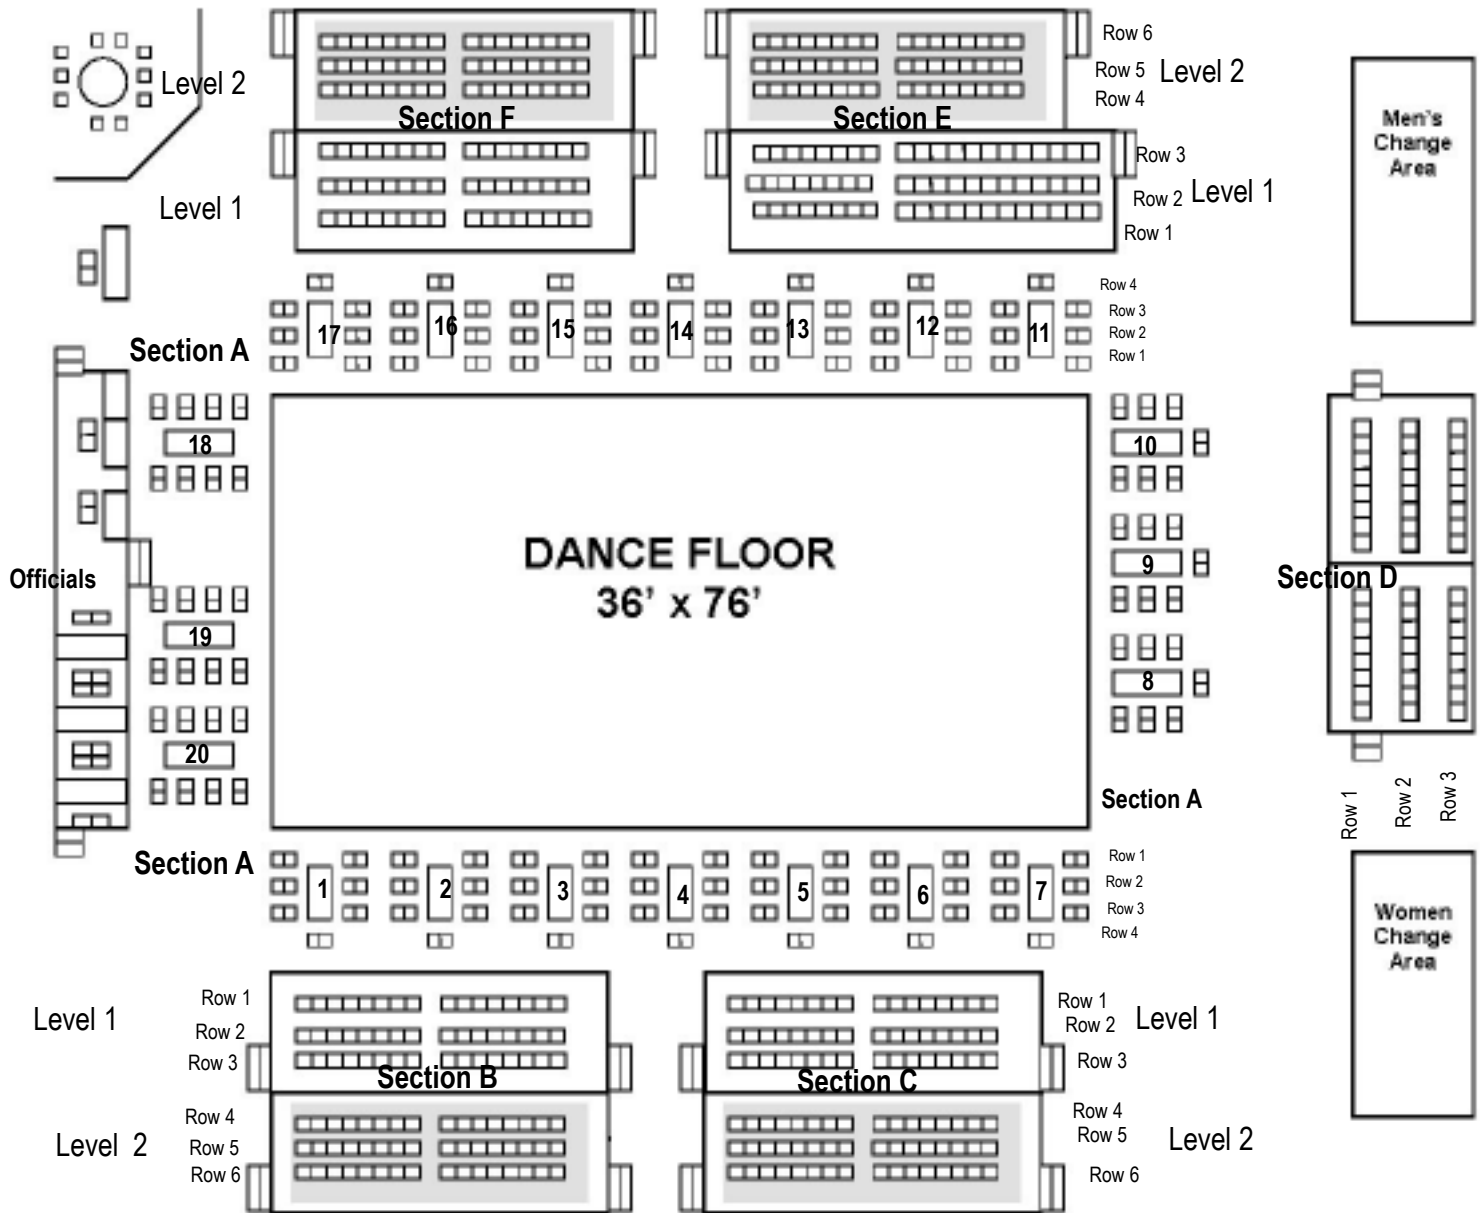 Row 6
Level 2
Row 5
Level 2
Row 4
Section F
Section E
Men's
Change
Area
Row 3
Level 1
Row 2
Level 1
Row 1
Row 4
Row 3
Row 2
Row 1
17
16
15
14
13
12
11
Section A
18
10
DANCE FLOOR
36' x 76'
9
Officials
Section D
19
8
20
Section A
Row 1
Row 2
Row 3
Section A
1
2
3
4
5
6
7
Row 1
Row 2
Row 3
Row 4
Women
Change
Area
Level 1
Row 1
Row 2
Row 3
Section B
Row 1
Row 2
Row 3
Level 1
Section C
Level 2
Row 4
Row 5
Row 6
Row 4
Row 5
Row 6
Level 2